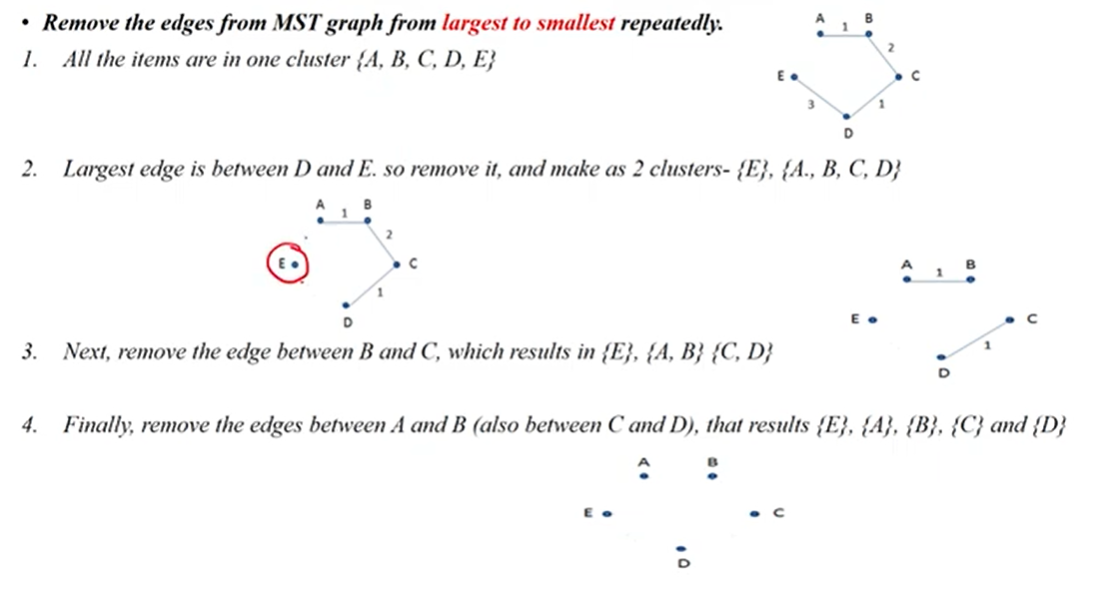 • Remove the edges from MST graph from largest to smallest repeatedly.
A 1 B
2
1. All the items are in one cluster {A, B, C, D, E}
E C
3 1
D
2. Largest edge is between D and E. so remove it, and make as 2 clusters- {E}, {A., B, C, D}
A 1 B
2
E C
1
D
A 1 B
E C
1
D
3. Next, remove the edge between B and C, which results in {E}, {A, B} {C, D}
4. Finally, remove the edges between A and B (also between C and D), that results {E}, {A}, {B}, {C} and {D}
A B
E C
D